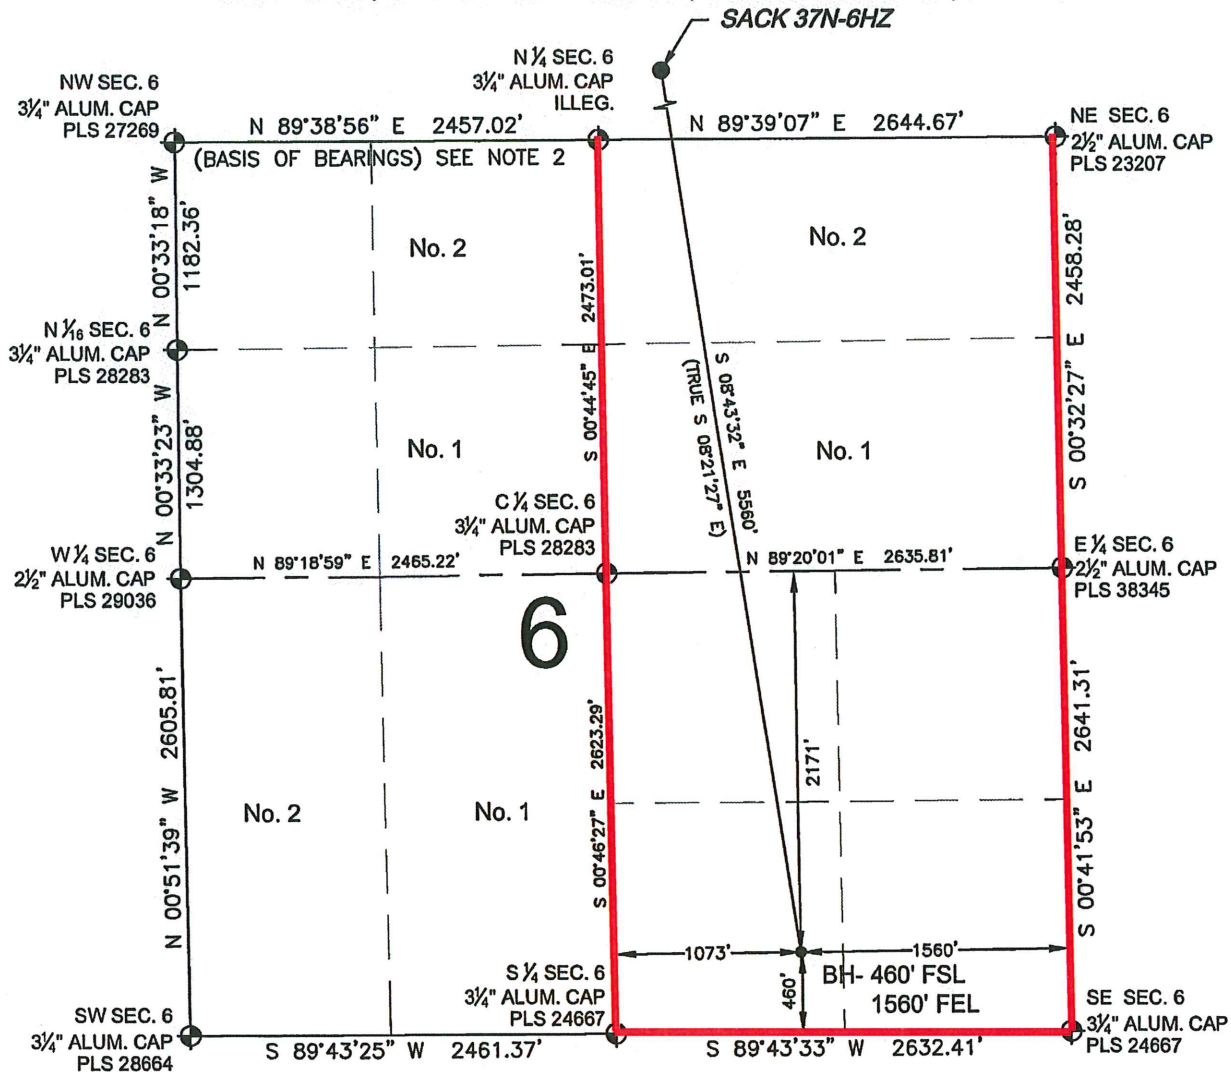 SACK 37N-6HZ
N ¼ SEC. 6
3¼" ALUM. CAP
ILLEG.
NW SEC. 6
3¼" ALUM. CAP
PLS 27269
N 89°38'56" E 2457.02'
(BASIS OF BEARINGS) SEE NOTE 2
N 89°39'07" E 2644.67'
NE SEC. 6
2½" ALUM. CAP
PLS 23207
N 00°33'18" W
1182.36'
No. 2
No. 2
S 00°44'45" E 2473.01'
S 00°32'27" E 2458.28'
N 1⁄16 SEC. 6
3¼" ALUM. CAP
PLS 28283
N 00°33'23" W
1304.88'
No. 1
No. 1
S 08°43'32" E 5560'
(TRUE S 08°21'27" E)
C ¼ SEC. 6
3¼" ALUM. CAP
PLS 28283
W ¼ SEC. 6
2½" ALUM. CAP
PLS 29036
N 89°18'59" E 2465.22'
N 89°20'01" E 2635.81'
E ¼ SEC. 6
2½" ALUM. CAP
PLS 38345
6
N 00°51'39" W 2605.81'
No. 2
No. 1
S 00°46'27" E 2623.29'
2171'
S 00°41'53" E 2641.31'
1073'
1560'
460'
BH- 460' FSL
1560' FEL
S ¼ SEC. 6
3¼" ALUM. CAP
PLS 24667
SW SEC. 6
3¼" ALUM. CAP
PLS 28664
S 89°43'25" W 2461.37'
S 89°43'33" W 2632.41'
SE SEC. 6
3¼" ALUM. CAP
PLS 24667